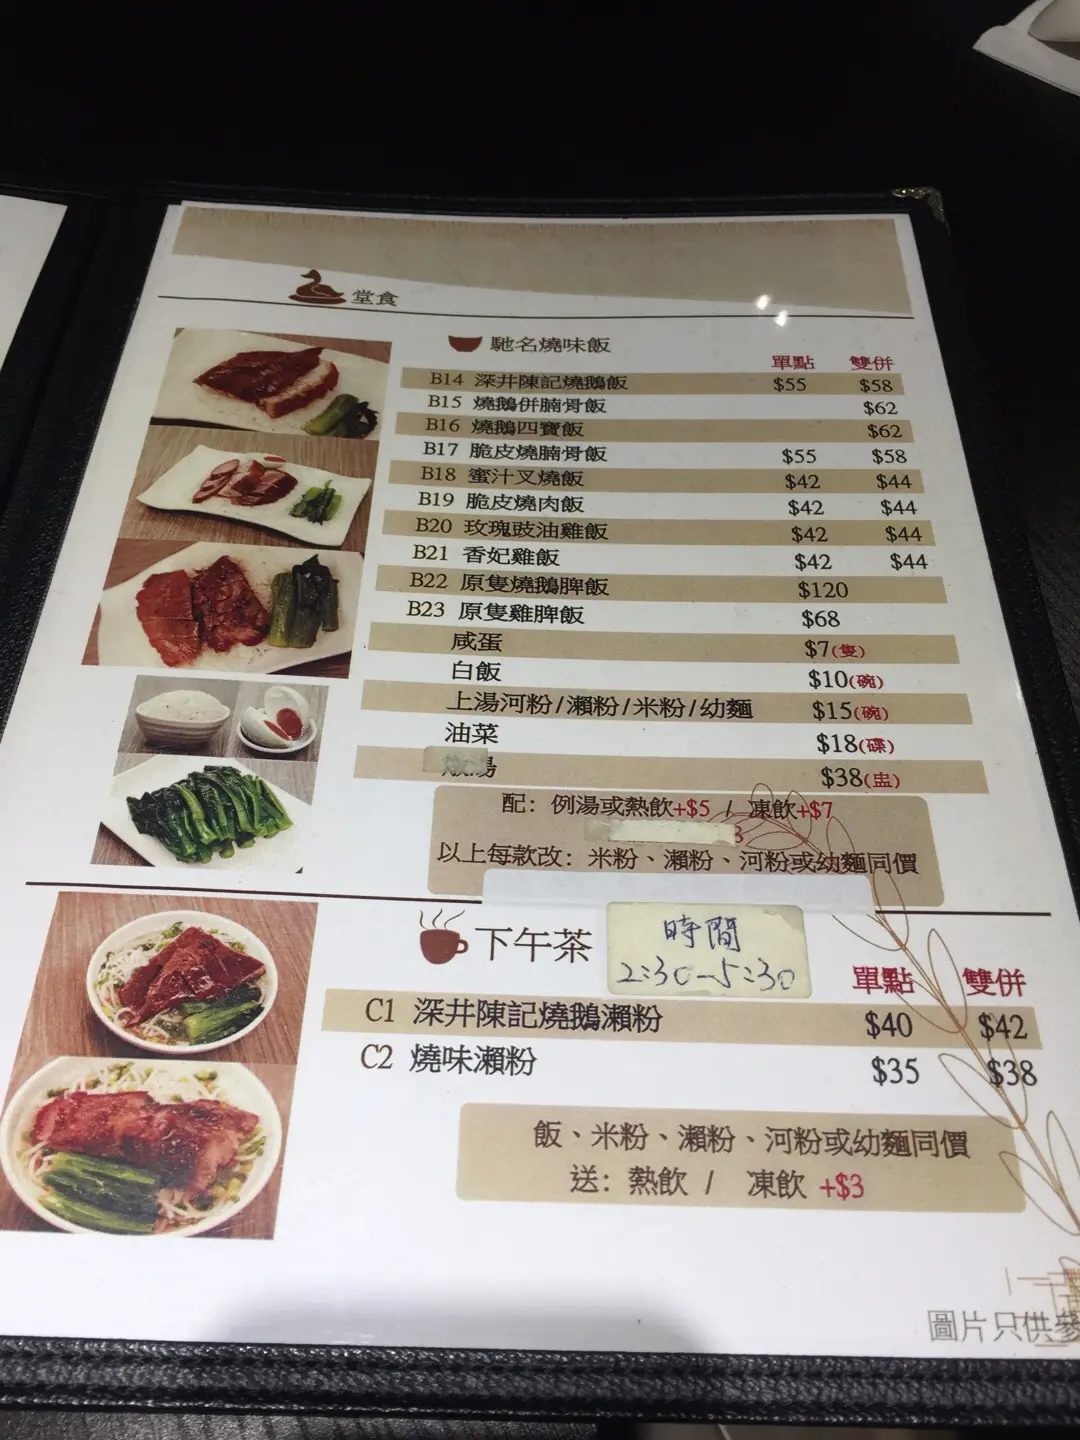 堂食
馳名燒味飯
單點 雙併
B14 深井陳記燒鵝飯 $55 $58
B15 燒鵝併腩骨飯 $62
B16 燒鵝四寶飯 $62
B17 脆皮燒腩骨飯 $55 $58
B18 蜜汁叉燒飯 $42 $44
B19 脆皮燒肉飯 $42 $44
B20 玫瑰豉油雞飯 $42 $44
B21 香妃雞飯 $42 $44
B22 原隻燒鵝脾飯 $120
B23 原隻雞脾飯 $68
咸蛋 $7(隻)
白飯 $10(碗)
上湯河粉/瀨粉/米粉/幼麵 $15(碗)
油菜 $18(碟)
湯 $38(盅)
配: 例湯或熱飲+$5 / 凍飲+$7
以上每款改: 米粉、瀨粉、河粉或幼麵同價
下午茶
時間
2:30-5:30
單點 雙併
C1 深井陳記燒鵝瀨粉 $40 $42
C2 燒味瀨粉 $35 $38
飯、米粉、瀨粉、河粉或幼麵同價
送: 熱飲 / 凍飲 +$3
圖片只供參